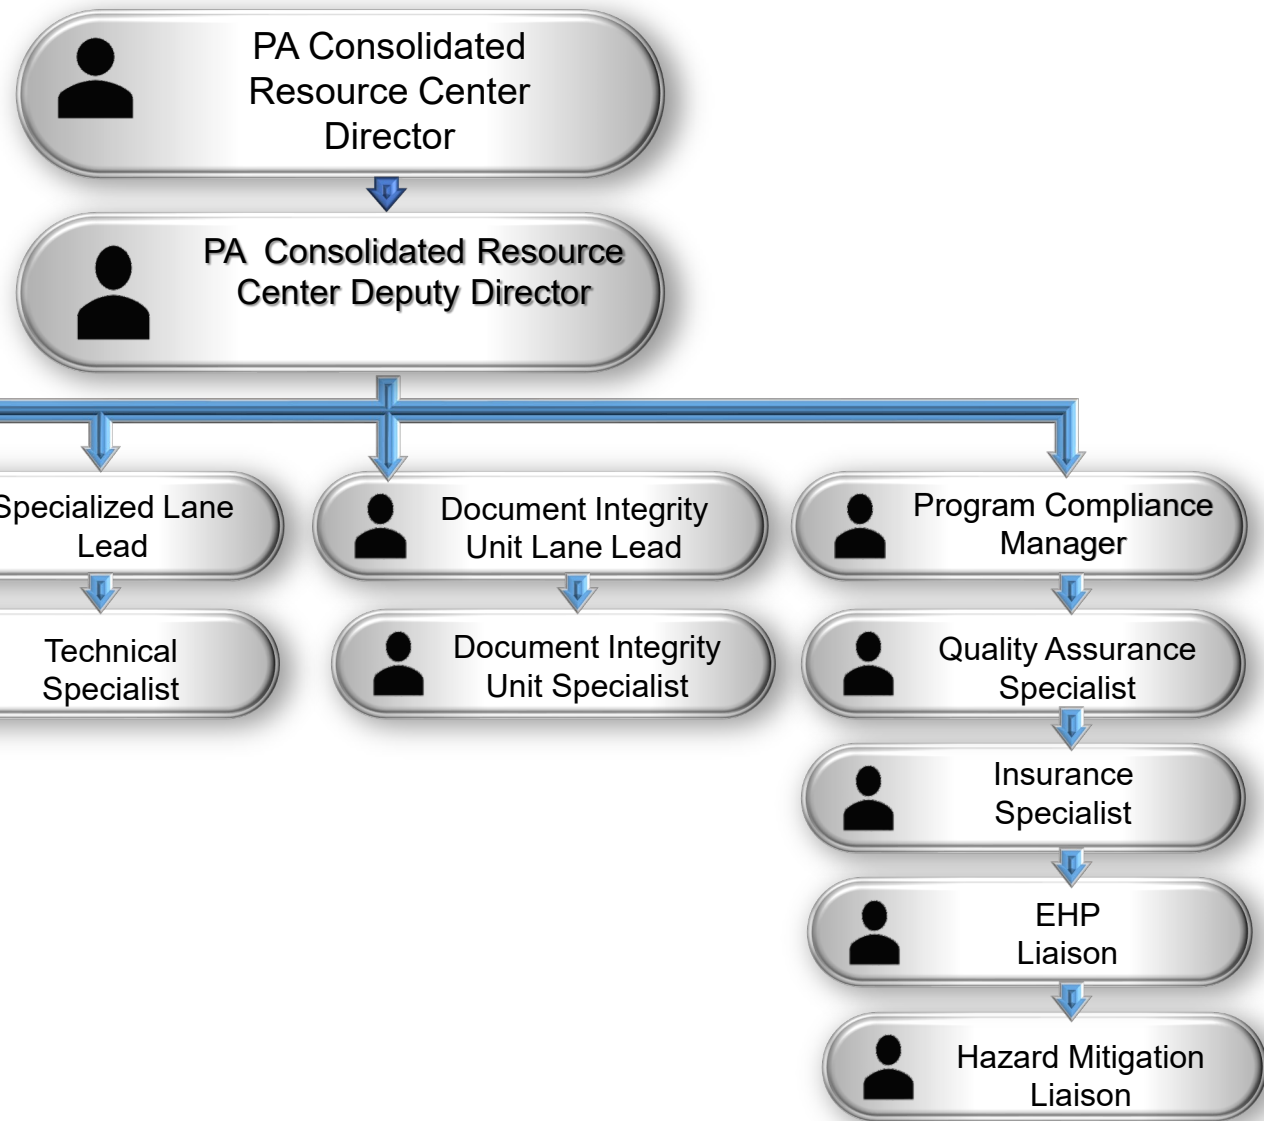 PA Consolidated
Resource Center
Director
PA Consolidated Resource
Center Deputy Director
Specialized Lane
Lead
Document Integrity
Unit Lane Lead
Program Compliance
Manager
Technical
Specialist
Document Integrity
Unit Specialist
Quality Assurance
Specialist
Insurance
Specialist
EHP
Liaison
Hazard Mitigation
Liaison